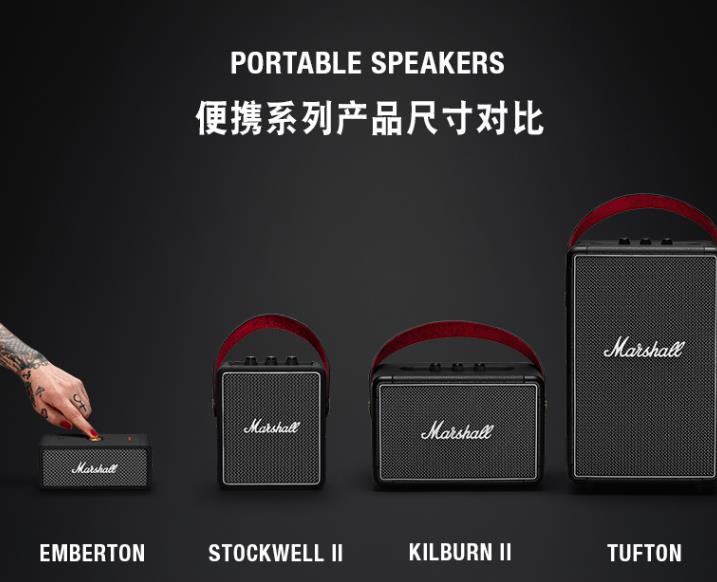 PORTABLE SPEAKERS
便携系列产品尺寸对比
Marshall
Marshall
Marshall
Marshall
EMBERTON
STOCKWELL II
KILBURN II
TUFTON